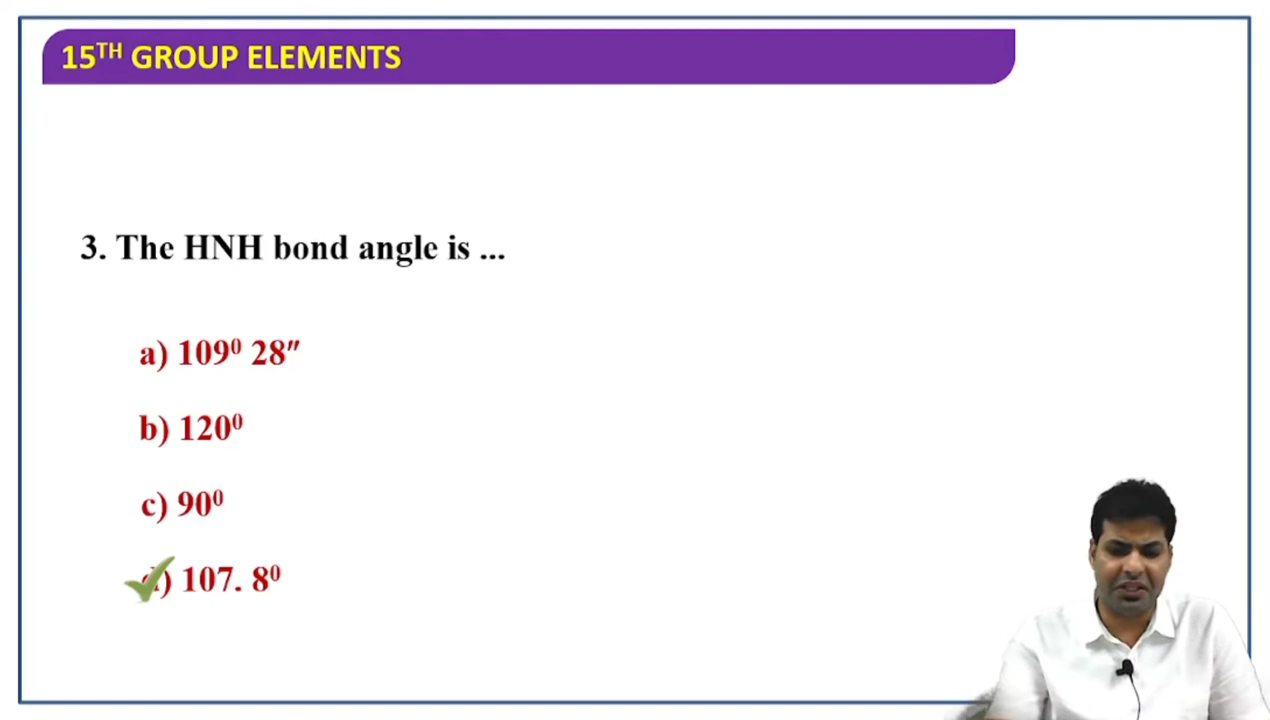 15ᵀᴴ GROUP ELEMENTS
3. The HNH bond angle is ...
a) 109⁰ 28″
b) 120⁰
c) 90⁰
d) 107. 8⁰